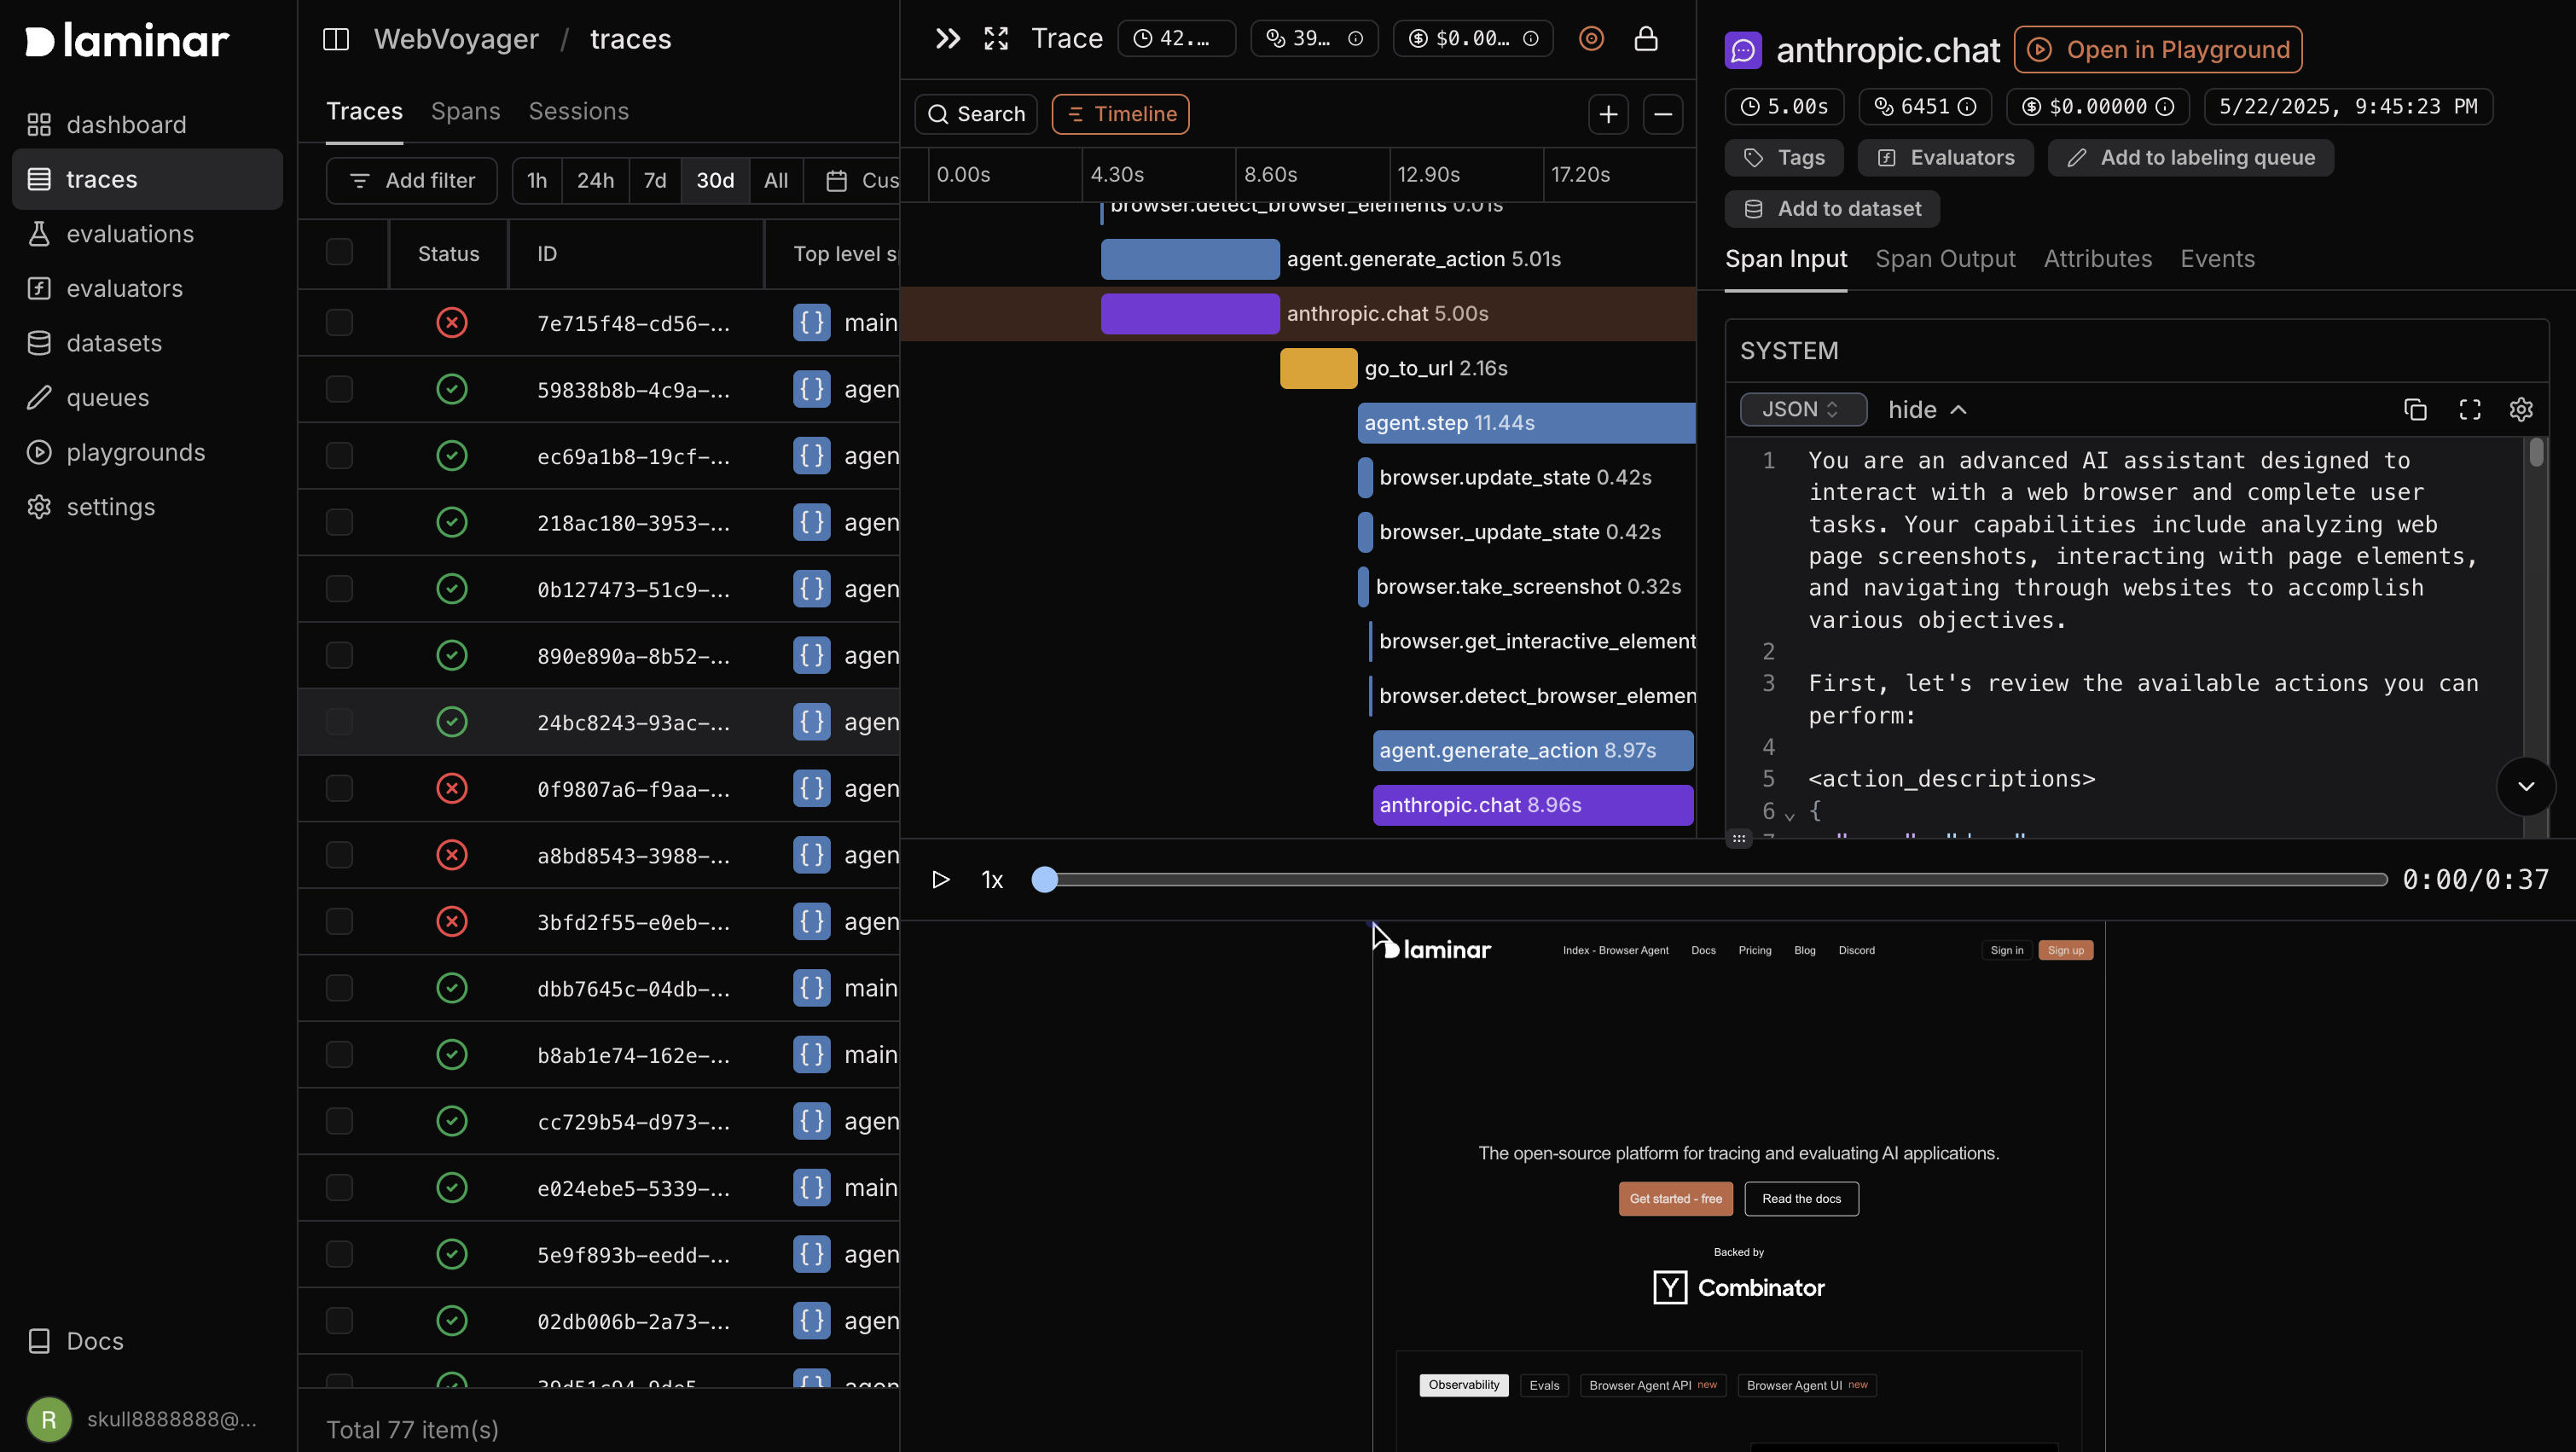 laminar
dashboard
traces
evaluations
evaluators
datasets
queues
playgrounds
settings
Docs
R
skull8888888@...
WebVoyager / traces
Traces Spans Sessions
Add filter
1h 24h 7d 30d All Cus
Status ID Top level s
7e715f48-cd56-... {} main
59838b8b-4c9a-... {} agen
ec69a1b8-19cf-... {} agen
218ac180-3953-... {} agen
0b127473-51c9-... {} agen
890e890a-8b52-... {} agen
24bc8243-93ac-... {} agen
0f9807a6-f9aa-... {} agen
a8bd8543-3988-... {} agen
3bfd2f55-e0eb-... {} agen
dbb7645c-04db-... {} main
b8ab1e74-162e-... {} main
cc729b54-d973-... {} agen
e024ebe5-5339-... {} main
5e9f893b-eedd-... {} agen
02db006b-2a73-... {} agen
Total 77 item(s)
Trace 42.... 39... $0.00...
Search Timeline
0.00s 4.30s 8.60s 12.90s 17.20s
browser.detect_browser_elements 0.01s
agent.generate_action 5.01s
anthropic.chat 5.00s
go_to_url 2.16s
agent.step 11.44s
browser.update_state 0.42s
browser._update_state 0.42s
browser.take_screenshot 0.32s
browser.get_interactive_element
browser.detect_browser_elemen
agent.generate_action 8.97s
anthropic.chat 8.96s
anthropic.chat Open in Playground
5.00s 6451 $0.00000 5/22/2025, 9:45:23 PM
Tags Evaluators Add to labeling queue
Add to dataset
Span Input Span Output Attributes Events
SYSTEM
JSON hide
1 You are an advanced AI assistant designed to
interact with a web browser and complete user
tasks. Your capabilities include analyzing web
page screenshots, interacting with page elements,
and navigating through websites to accomplish
various objectives.
2
3 First, let's review the available actions you can
perform:
4
5 <action_descriptions>
6 {
1x 0:00/0:37
laminar Index - Browser Agent Docs Pricing Blog Discord Sign in Sign up
The open-source platform for tracing and evaluating AI applications.
Get started - free Read the docs
Backed by
Y Combinator
Observability Evals Browser Agent API new Browser Agent UI new